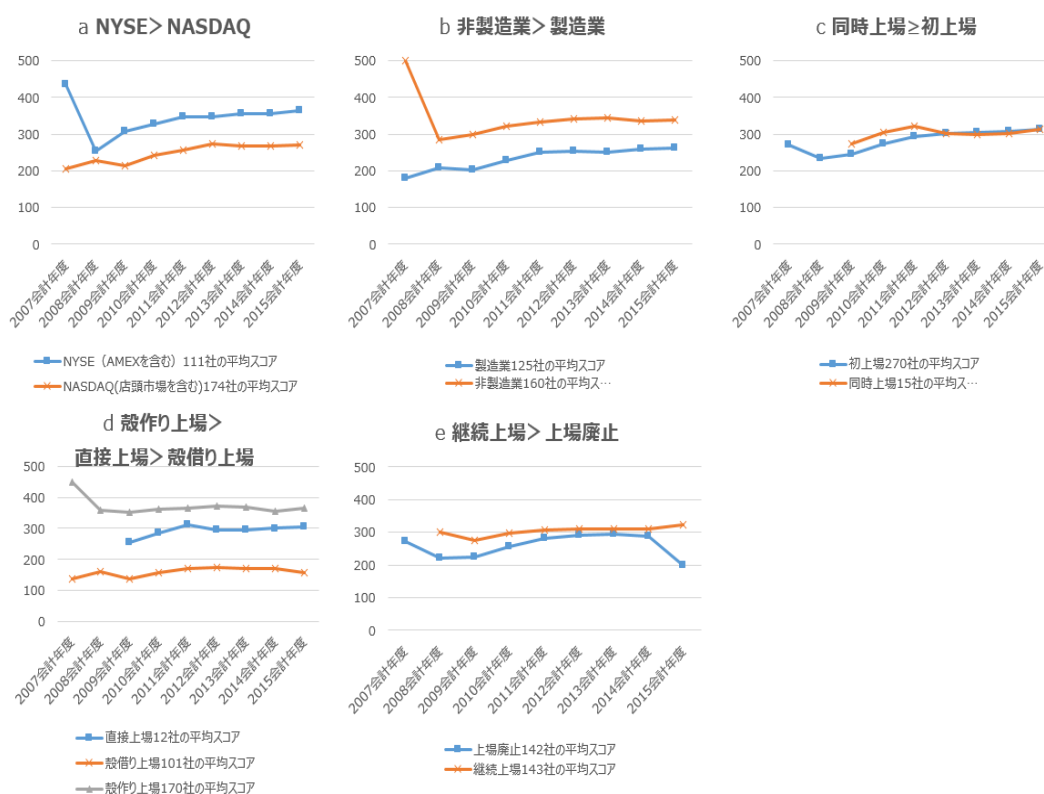 a NYSE＞NASDAQ
500
400
300
200
100
0
2007会計年度
2008会計年度
2009会計年度
2010会計年度
2011会計年度
2012会計年度
2013会計年度
2014会計年度
2015会計年度
NYSE（AMEXを含む）111社の平均スコア
NASDAQ(店頭市場を含む)174社の平均スコア
b 非製造業＞製造業
500
400
300
200
100
0
2007会計年度
2008会計年度
2009会計年度
2010会計年度
2011会計年度
2012会計年度
2013会計年度
2014会計年度
2015会計年度
製造業125社の平均スコア
非製造業160社の平均ス…
c 同時上場≥初上場
500
400
300
200
100
0
2007会計年度
2008会計年度
2009会計年度
2010会計年度
2011会計年度
2012会計年度
2013会計年度
2014会計年度
2015会計年度
初上場270社の平均スコア
同時上場15社の平均ス…
d 殻作り上場＞
直接上場＞殻借り上場
500
400
300
200
100
0
2007会計年度
2008会計年度
2009会計年度
2010会計年度
2011会計年度
2012会計年度
2013会計年度
2014会計年度
2015会計年度
直接上場12社の平均スコア
殻借り上場101社の平均スコア
殻作り上場170社の平均スコア
e 継続上場＞上場廃止
500
400
300
200
100
0
2007会計年度
2008会計年度
2009会計年度
2010会計年度
2011会計年度
2012会計年度
2013会計年度
2014会計年度
2015会計年度
上場廃止142社の平均スコア
継続上場143社の平均スコア